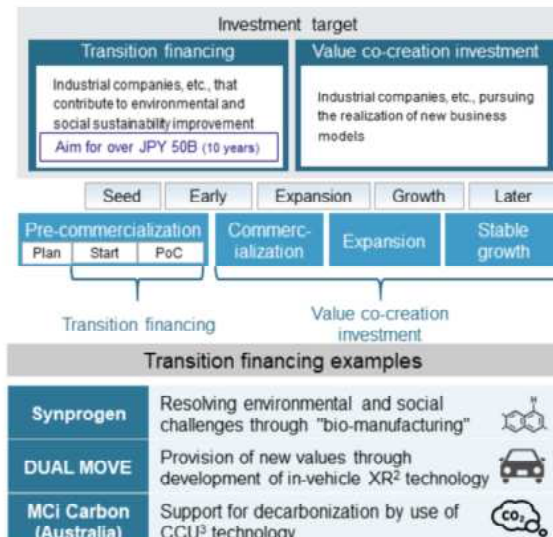 Investment target
Transition financing
Value co-creation investment
Industrial companies, etc., that
contribute to environmental and
social sustainability improvement
Aim for over JPY 50B (10 years)
Industrial companies, etc., pursuing
the realization of new business
models
Seed
Early
Expansion
Growth
Later
Pre-commercialization
Plan
Start
PoC
Commerc-
ialization
Expansion
Stable
growth
Transition financing
Value co-creation
investment
Transition financing examples
Synprogen
Resolving environmental and social
challenges through "bio-manufacturing"
N
DUAL MOVE
Provision of new values through
development of in-vehicle XR² technology
MCi Carbon
(Australia)
Support for decarbonization by use of
CCU³ technology
CO₂